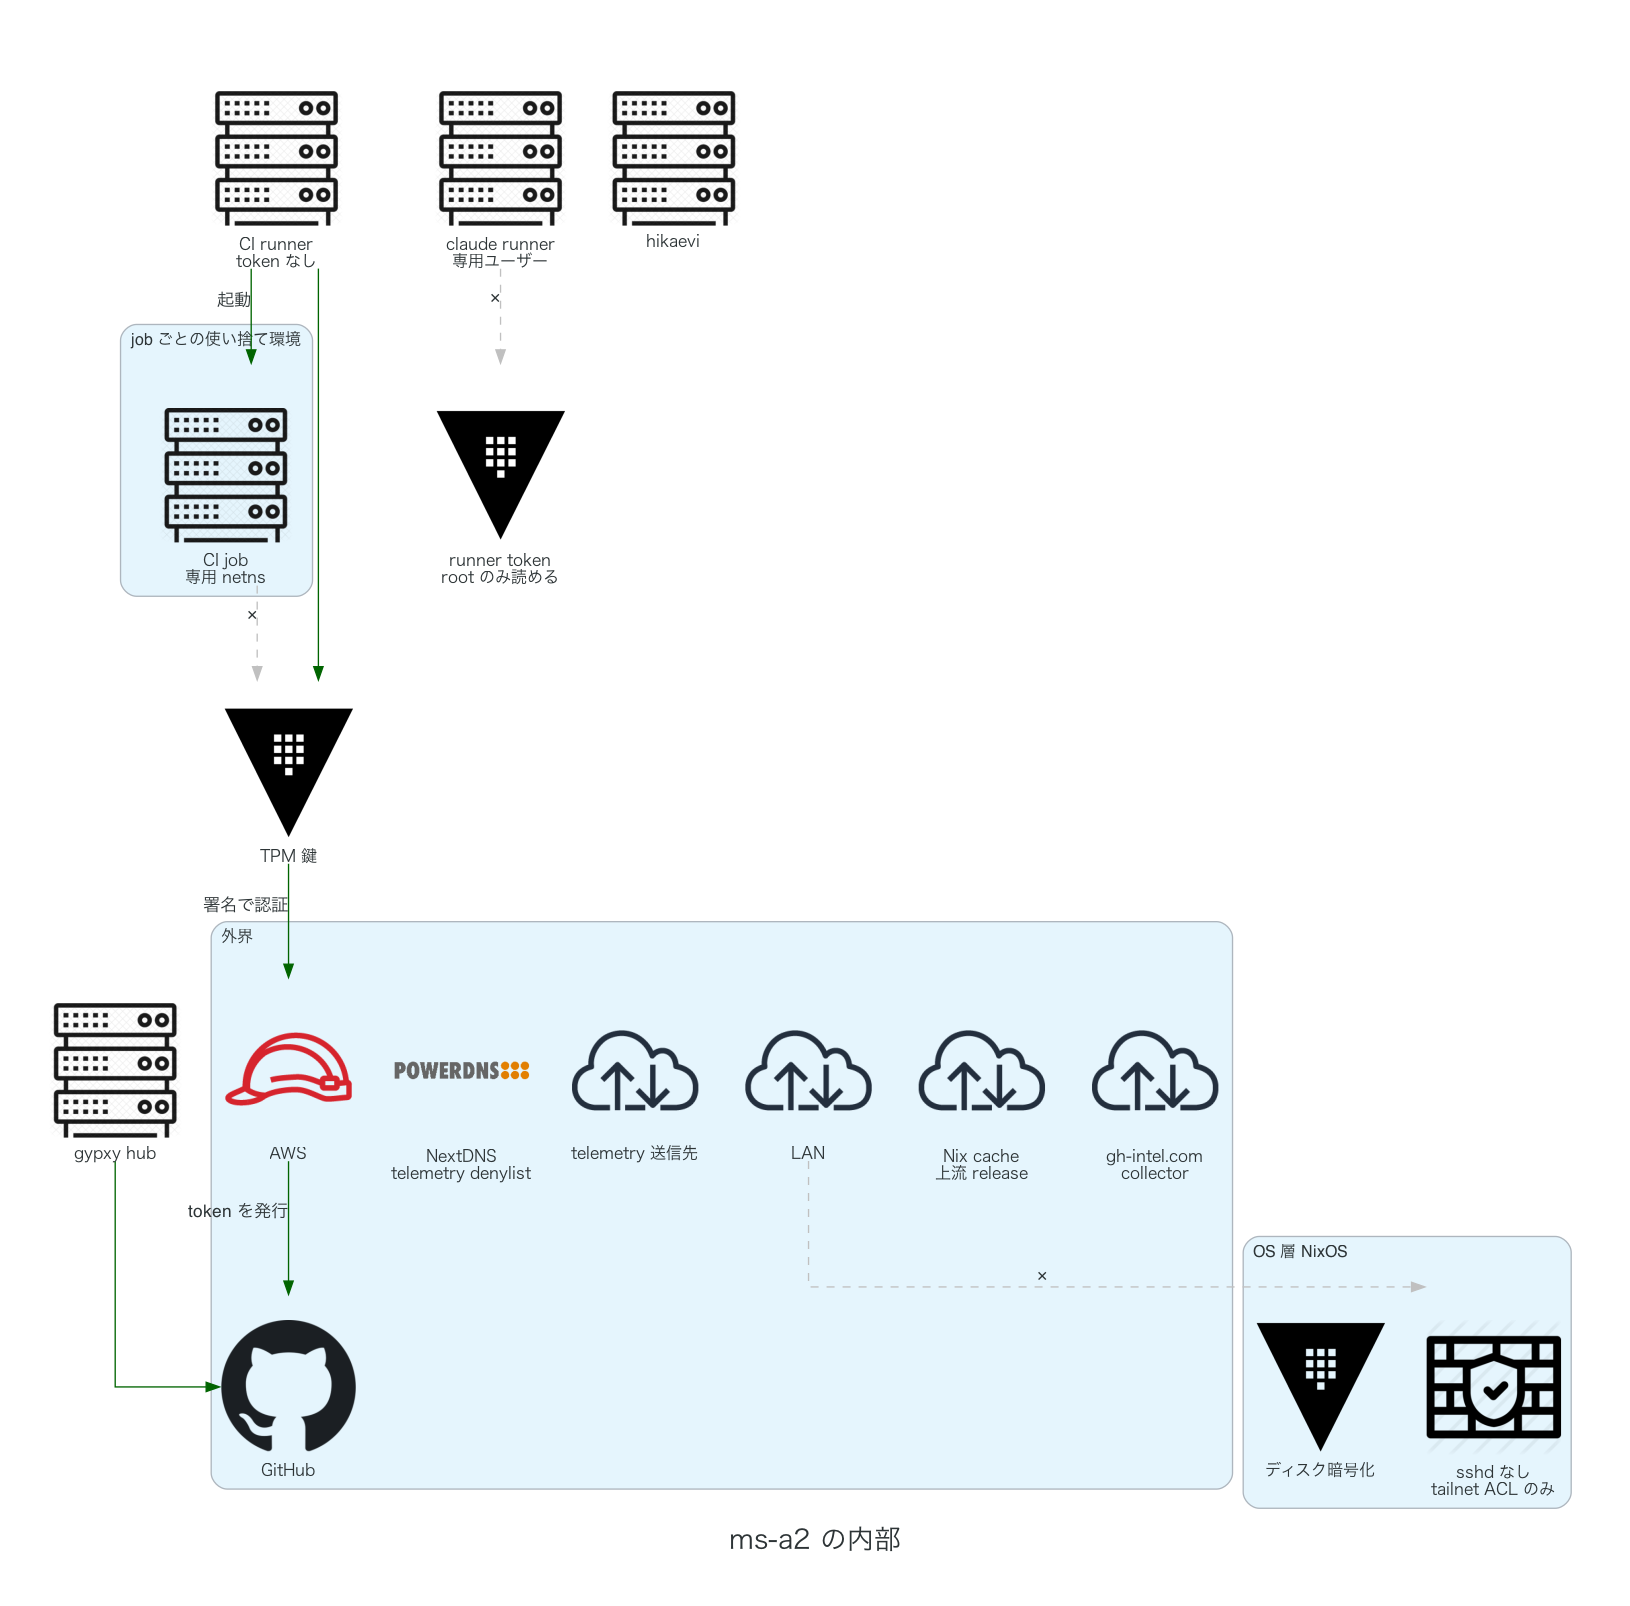 CI runner
token なし
claude runner
専用ユーザー
hikaevi
起動
×
job ごとの使い捨て環境
CI job
専用 netns
runner token
root のみ読める
×
TPM 鍵
署名で認証
外界
POWERDNS
gypxy hub
AWS
NextDNS
telemetry denylist
telemetry 送信先
LAN
Nix cache
上流 release
gh-intel.com
collector
token を発行
OS 層 NixOS
×
GitHub
ディスク暗号化
sshd なし
tailnet ACL のみ
ms-a2 の内部